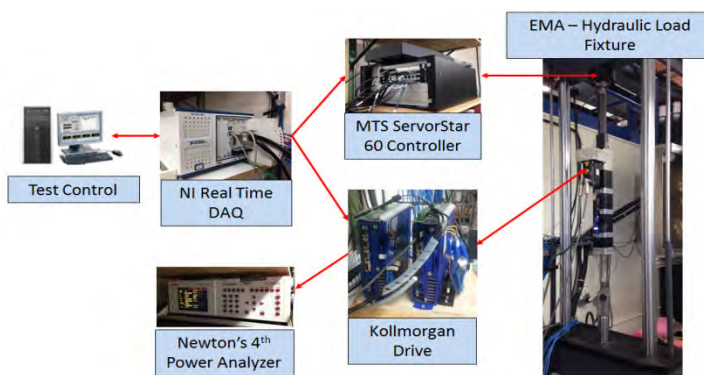 EMA – Hydraulic Load
Fixture
MTS ServorStar
60 Controller
Test Control
NI Real Time
DAQ
Newton's 4th
Power Analyzer
Kollmorgan
Drive